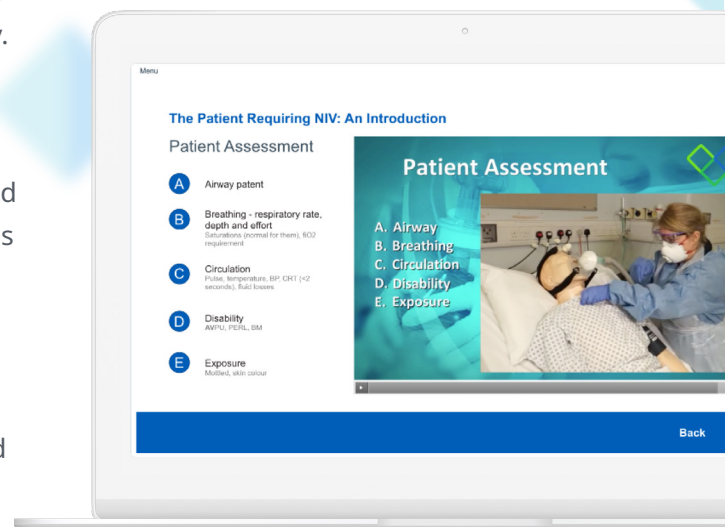 y.
d
s
d
Menu
The Patient Requiring NIV: An Introduction
Patient Assessment
A Airway patent
B Breathing - respiratory rate,
depth and effort
Saturations (normal for them), fiO2
requirement
C Circulation
Pulse, temperature, BP, CRT (<2
seconds), fluid losses
D Disability
AVPU, PERL, BM
E Exposure
Mottled, skin colour
Patient Assessment
A. Airway
B. Breathing
C. Circulation
D. Disability
E. Exposure
Back